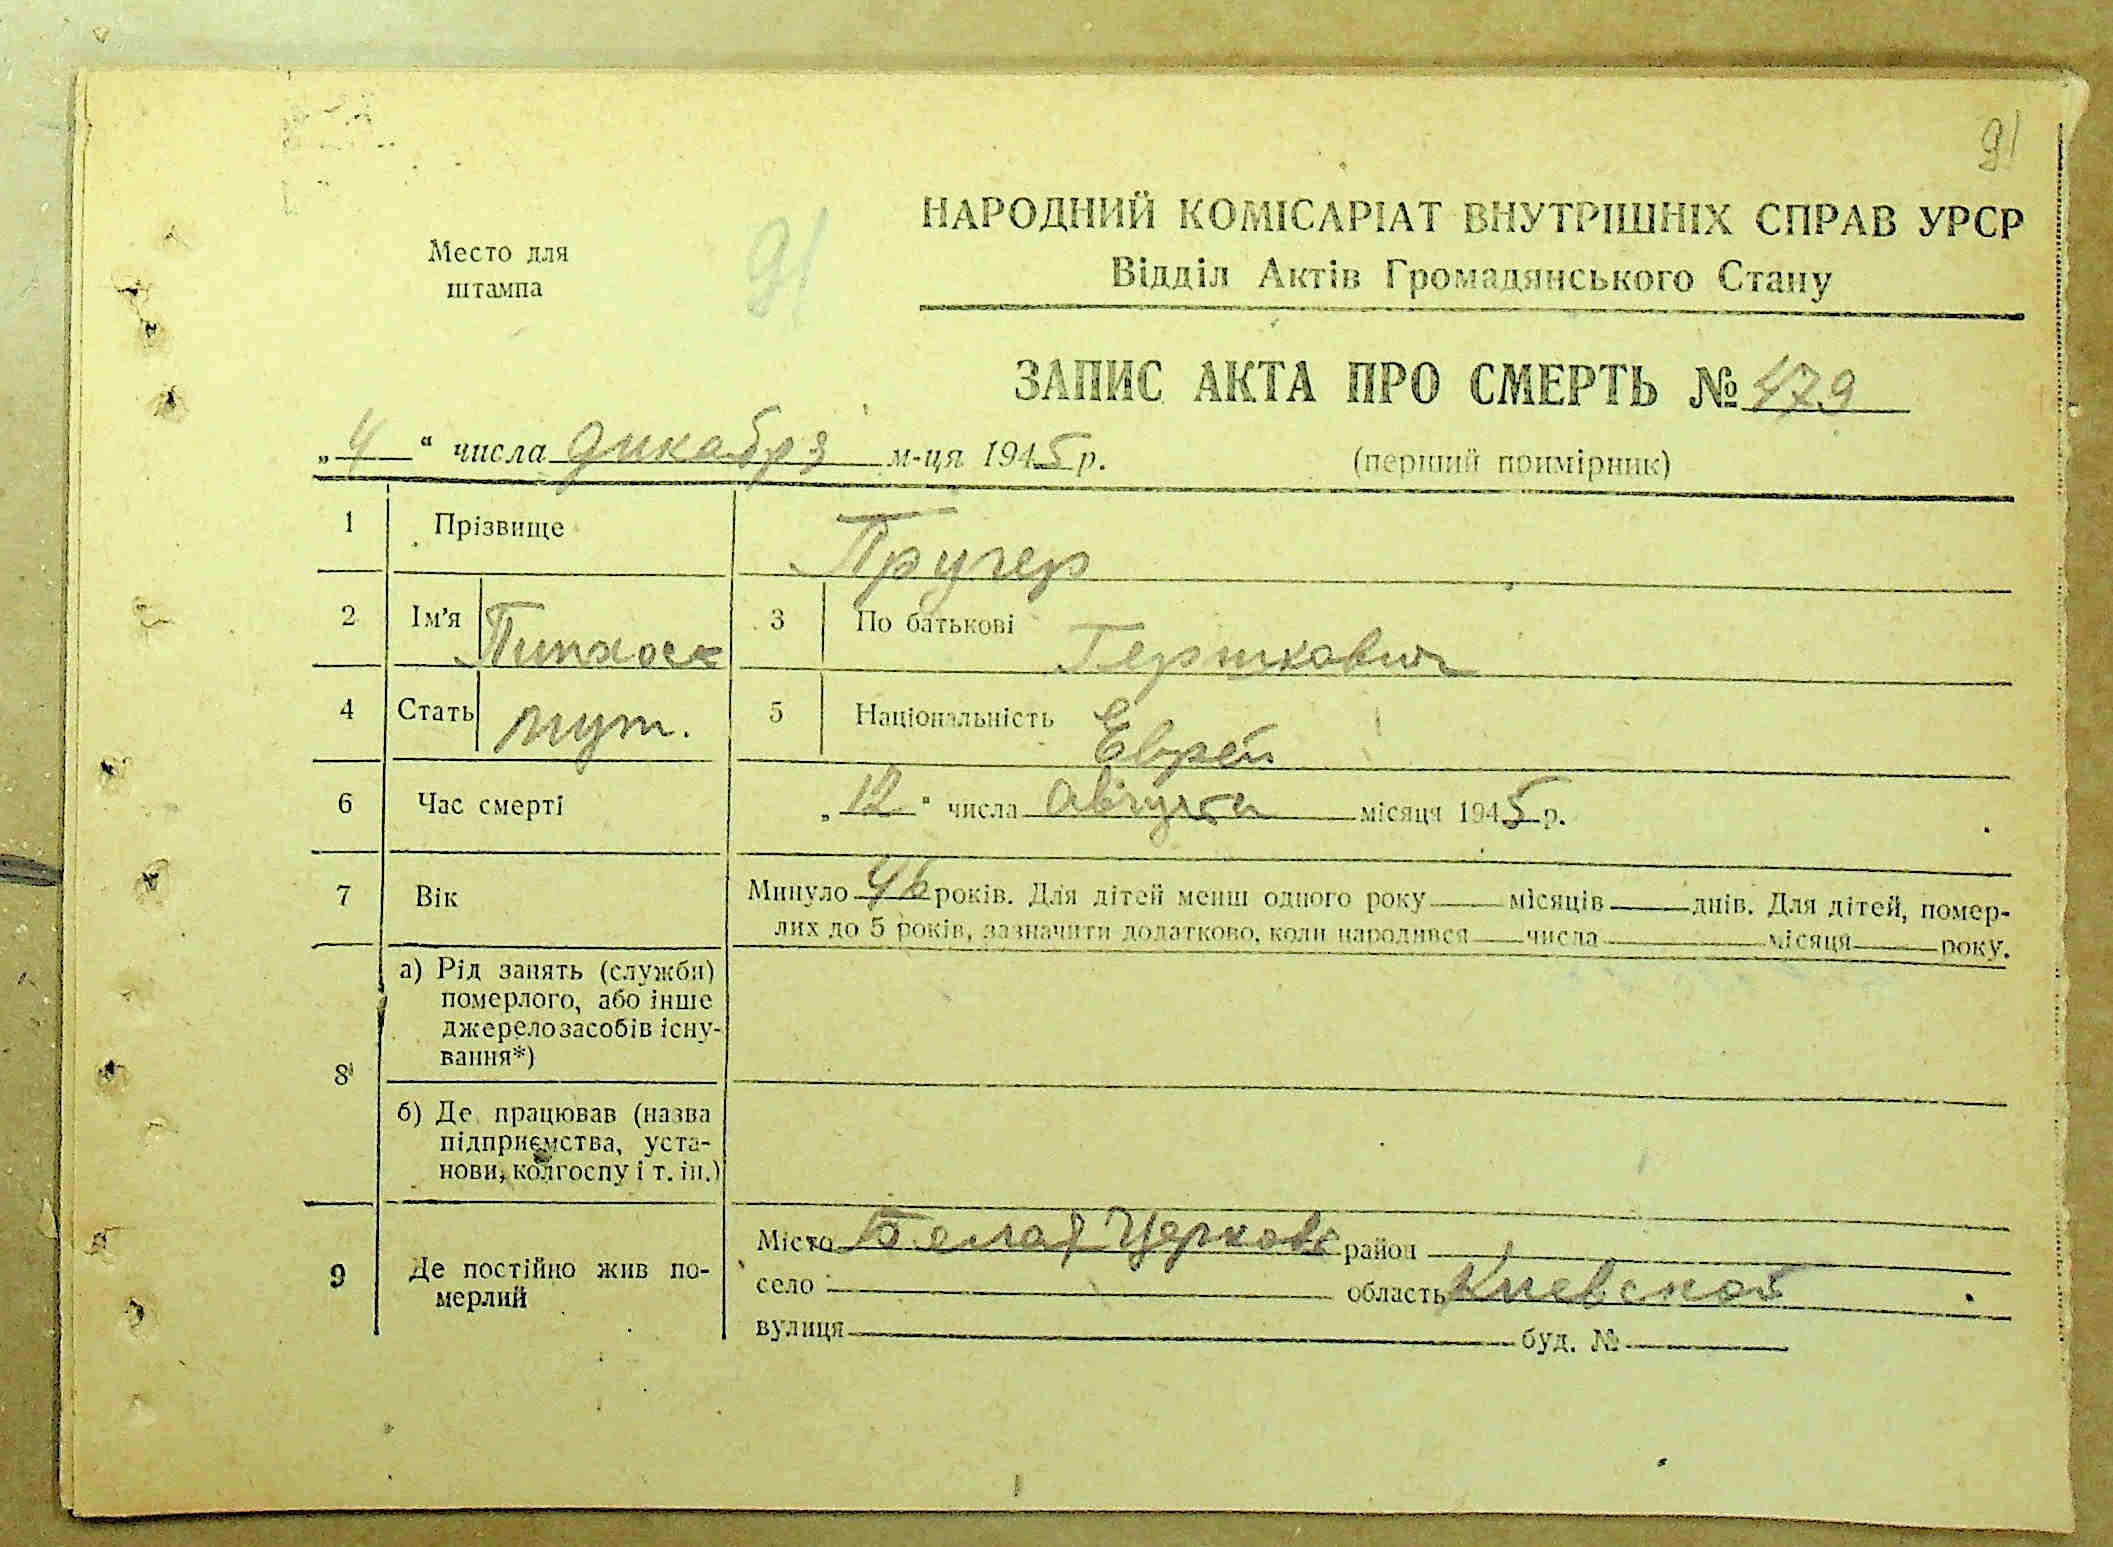 91
НАРОДНИЙ КОМІСАРІАТ ВНУТРІШНІХ СПРАВ УРСР
Відділ Актів Громадянського Стану
Место для
штампа
91
ЗАПИС АКТА ПРО СМЕРТЬ № 479
„4“ числа декабря м-ця 1945 р.
(перший примірник)
1 Прізвище Пругер
2 Ім'я 3 По батькові Гершкович
4 Стать муж. 5 Національність Еврей
6 Час смерті „12“ числа августа місяця 1945 р.
7 Вік Минуло років. Для дітей менш одного року місяців днів. Для дітей, помер-
лих до 5 років, зазначити додатково, коли народився числа місяця року.
8 а) Рід занять (служби)
померлого, або інше
джерело засобів існу-
вання*)
б) Де працював (назва
підприємства, уста-
нови, колгоспу і т. ін.)
9 Де постійно жив по-
мерлий
Місто Белая Церковь район
село область Киевской
вулиця буд. №